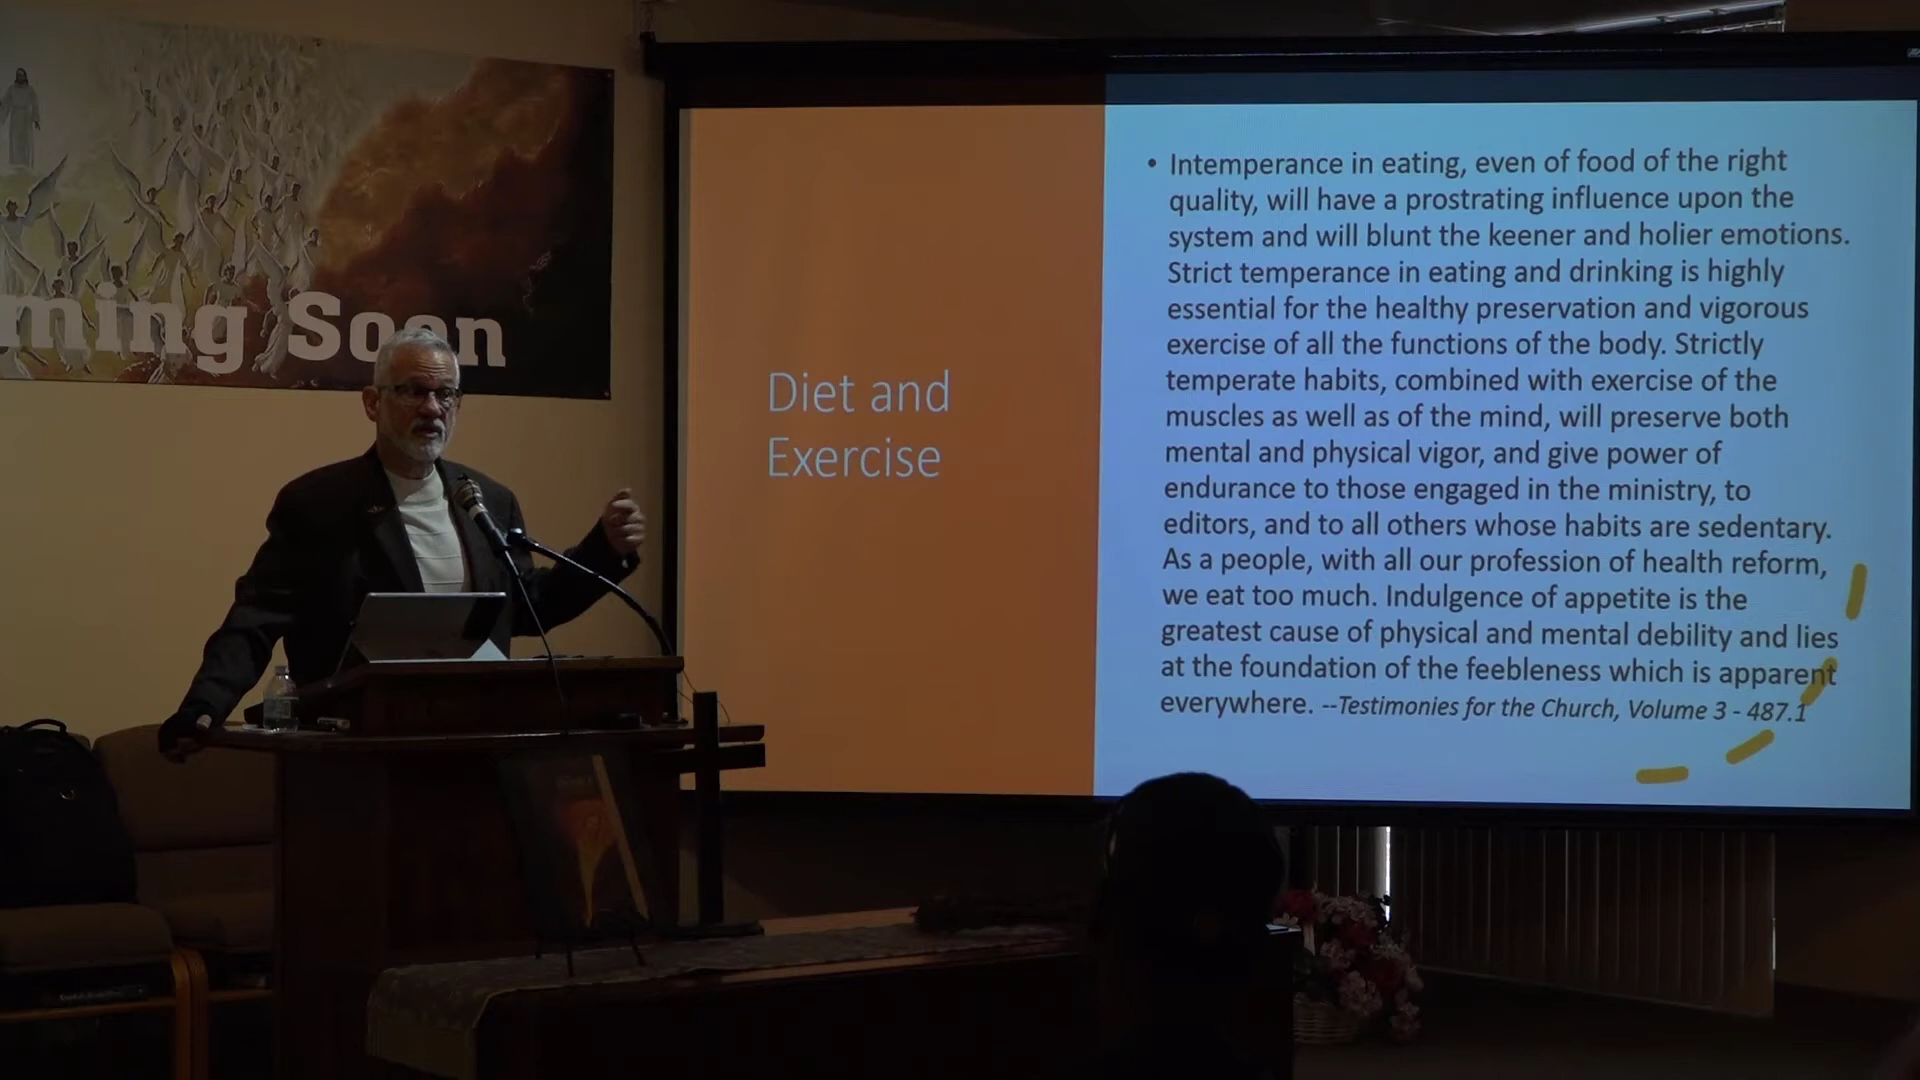 ming Soon
Diet and
Exercise
• Intemperance in eating, even of food of the right
quality, will have a prostrating influence upon the
system and will blunt the keener and holier emotions.
Strict temperance in eating and drinking is highly
essential for the healthy preservation and vigorous
exercise of all the functions of the body. Strictly
temperate habits, combined with exercise of the
muscles as well as of the mind, will preserve both
mental and physical vigor, and give power of
endurance to those engaged in the ministry, to
editors, and to all others whose habits are sedentary.
As a people, with all our profession of health reform,
we eat too much. Indulgence of appetite is the
greatest cause of physical and mental debility and lies
at the foundation of the feebleness which is apparent
everywhere. --Testimonies for the Church, Volume 3 - 487.1